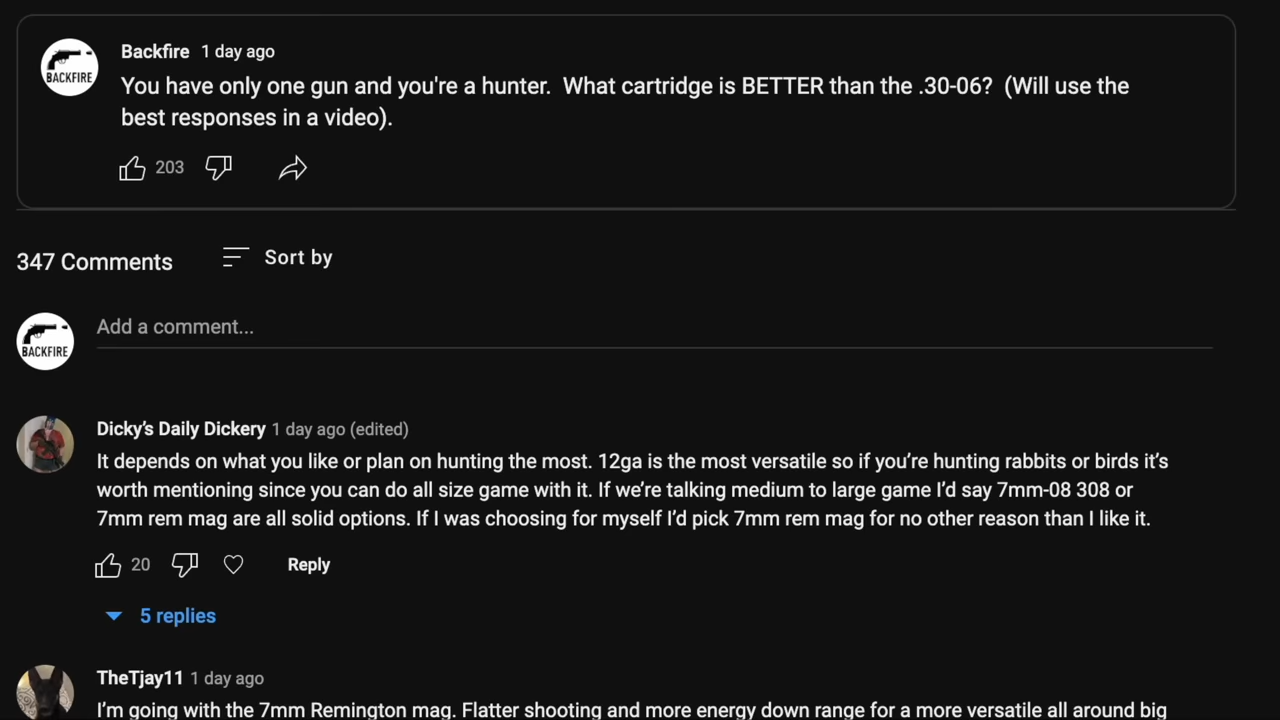 BACKFIRE
Backfire 1 day ago
You have only one gun and you're a hunter.  What cartridge is BETTER than the .30-06?  (Will use the
best responses in a video).
203
347 Comments Sort by
BACKFIRE
Add a comment...
Dicky’s Daily Dickery 1 day ago (edited)
It depends on what you like or plan on hunting the most. 12ga is the most versatile so if you’re hunting rabbits or birds it’s
worth mentioning since you can do all size game with it. If we’re talking medium to large game I’d say 7mm-08 308 or
7mm rem mag are all solid options. If I was choosing for myself I’d pick 7mm rem mag for no other reason than I like it.
20 Reply
5 replies
TheTjay11 1 day ago
I’m going with the 7mm Remington mag. Flatter shooting and more energy down range for a more versatile all around big